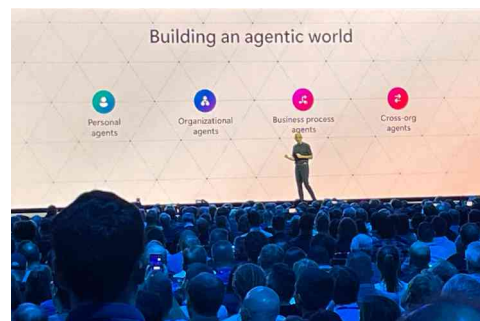 Building an agentic world
Personal
agents
Organizational
agents
Business process
agents
Cross-org
agents